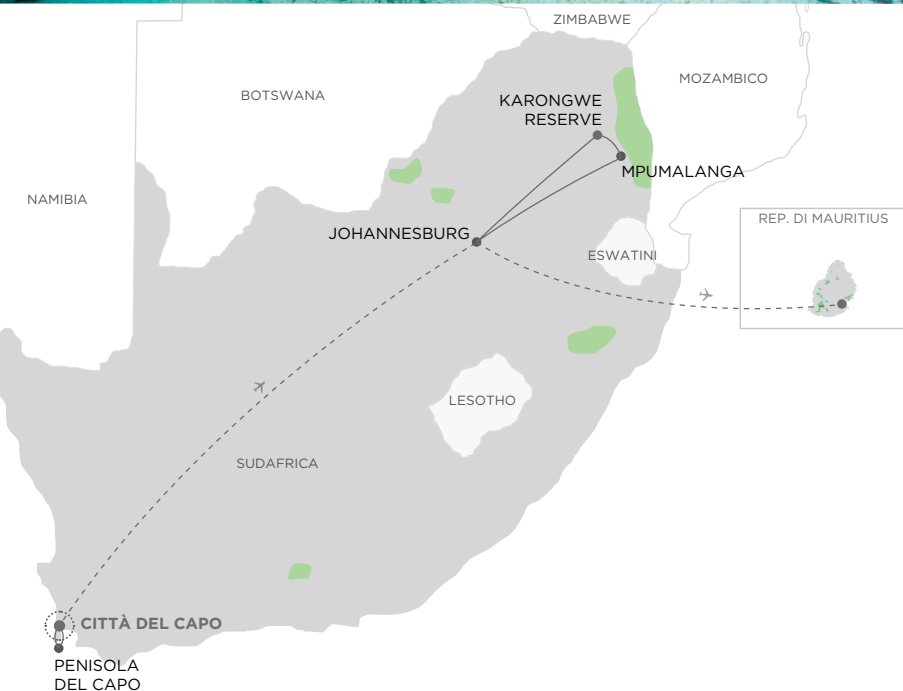 ZIMBABWE
MOZAMBICO
BOTSWANA
KARONGWE
RESERVE
MPUMALANGA
NAMIBIA
REP. DI MAURITIUS
JOHANNESBURG
ESWATINI
LESOTHO
SUDAFRICA
CITTÀ DEL CAPO
PENISOLA
DEL CAPO